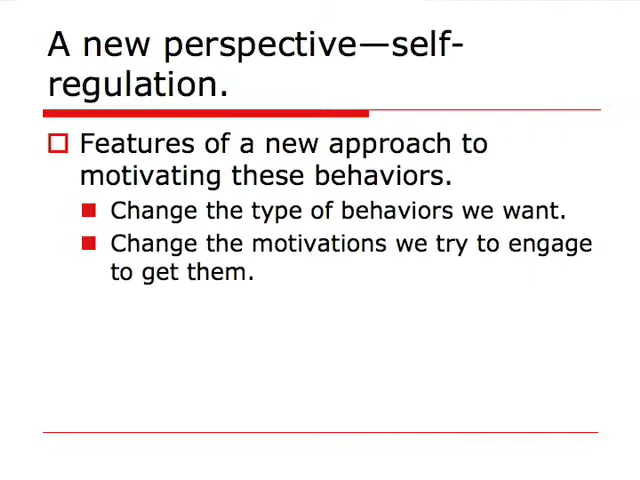 A new perspective—self-
regulation.
Features of a new approach to
motivating these behaviors.
Change the type of behaviors we want.
Change the motivations we try to engage
to get them.